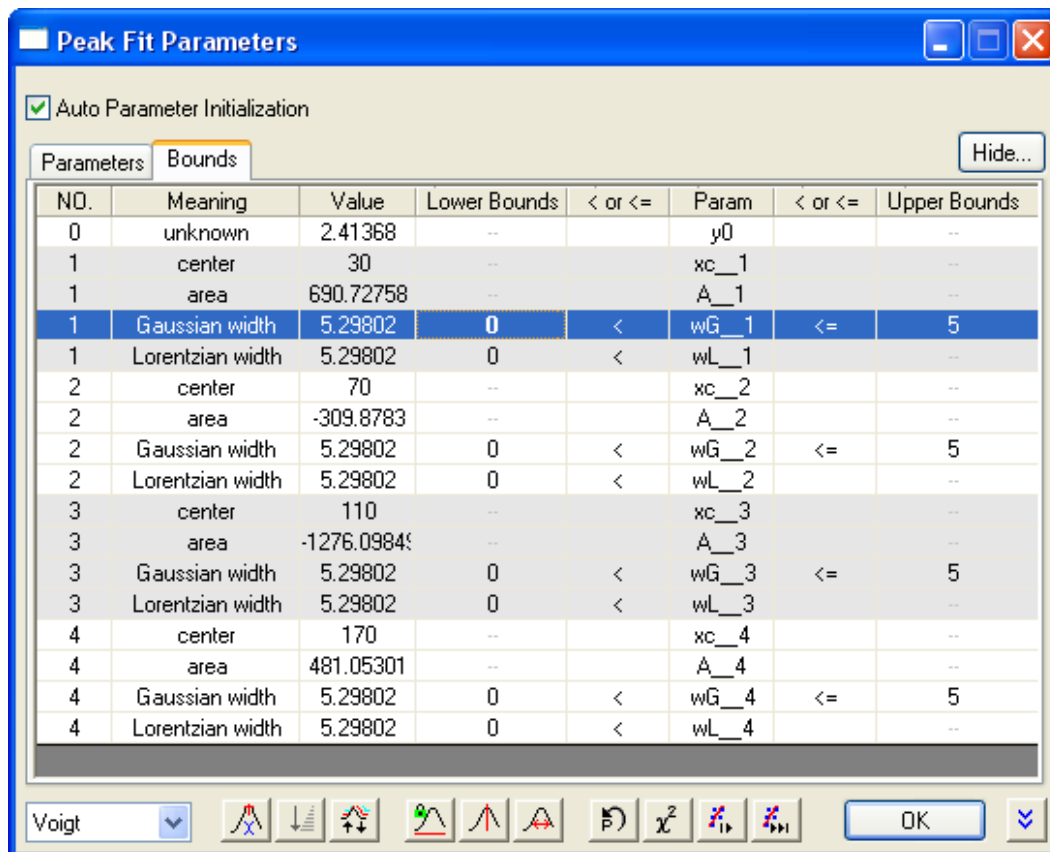 Peak Fit Parameters
Auto Parameter Initialization
Parameters Bounds Hide...
NO. Meaning Value Lower Bounds < or <= Param < or <= Upper Bounds
0 unknown 2.41368 -- y0 --
1 center 30 -- xc__1 --
1 area 690.72758 -- A__1 --
1 Gaussian width 5.29802 0 < wG__1 <= 5
1 Lorentzian width 5.29802 0 < wL__1 --
2 center 70 -- xc__2 --
2 area -309.8783 -- A__2 --
2 Gaussian width 5.29802 0 < wG__2 <= 5
2 Lorentzian width 5.29802 0 < wL__2 --
3 center 110 -- xc__3 --
3 area -1276.0984 -- A__3 --
3 Gaussian width 5.29802 0 < wG__3 <= 5
3 Lorentzian width 5.29802 0 < wL__3 --
4 center 170 -- xc__4 --
4 area 481.05301 -- A__4 --
4 Gaussian width 5.29802 0 < wG__4 <= 5
4 Lorentzian width 5.29802 0 < wL__4 --
Voigt P χ² OK